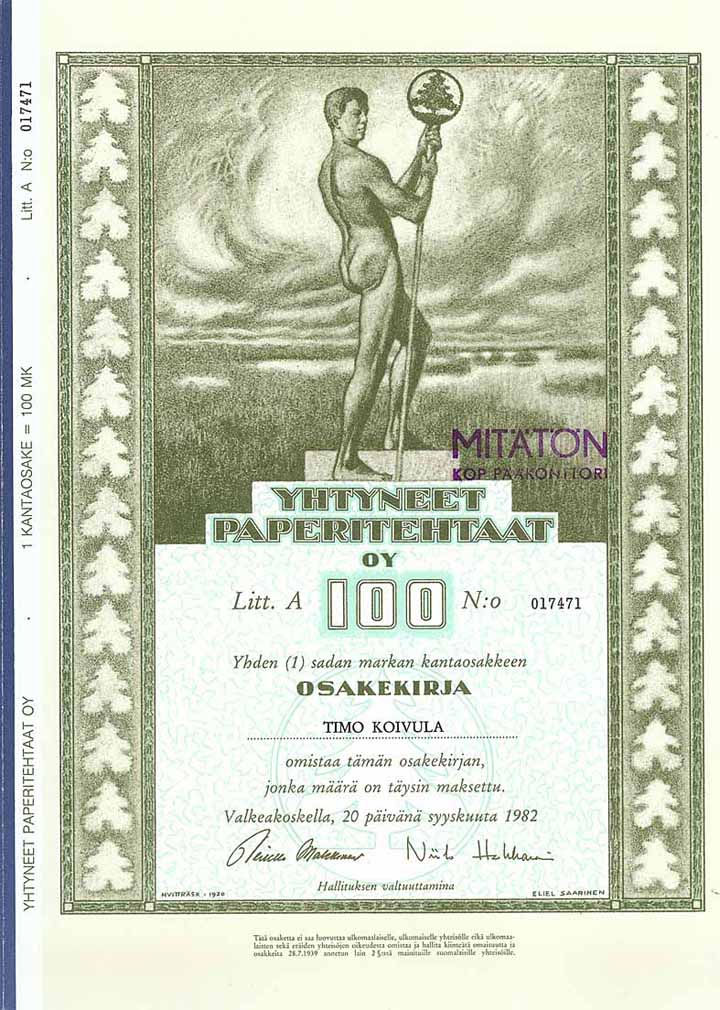 YHTYNEET PAPERITEHTAAT OY · 1 KANTAOSAKE = 100 MK · Litt. A N:o 017471
MITÄTÖN
KOP PÄÄKONTTORI
YHTYNEET
PAPERITEHTAAT
OY
Litt. A 100 N:o 017471
Yhden (1) sadan markan kantaosakkeen
OSAKEKIRJA
TIMO KOIVULA
omistaa tämän osakekirjan,
jonka määrä on täysin maksettu.
Valkeakoskella, 20 päivänä syyskuuta 1982
Hallituksen valtuuttamina
HVITTRÄSK · 1920
ELIEL SAARINEN
Tätä osaketta ei saa luovuttaa ulkomaalaiselle, ulkomaiselle yhteisölle eikä ulkomaa-
laisten sekä eräiden yhteisöjen oikeudesta omistaa ja hallita kiinteätä omaisuutta ja
osakkeita 28.7.1939 annetun lain 2 §:ssä mainituille suomalaisille yhteisöille.